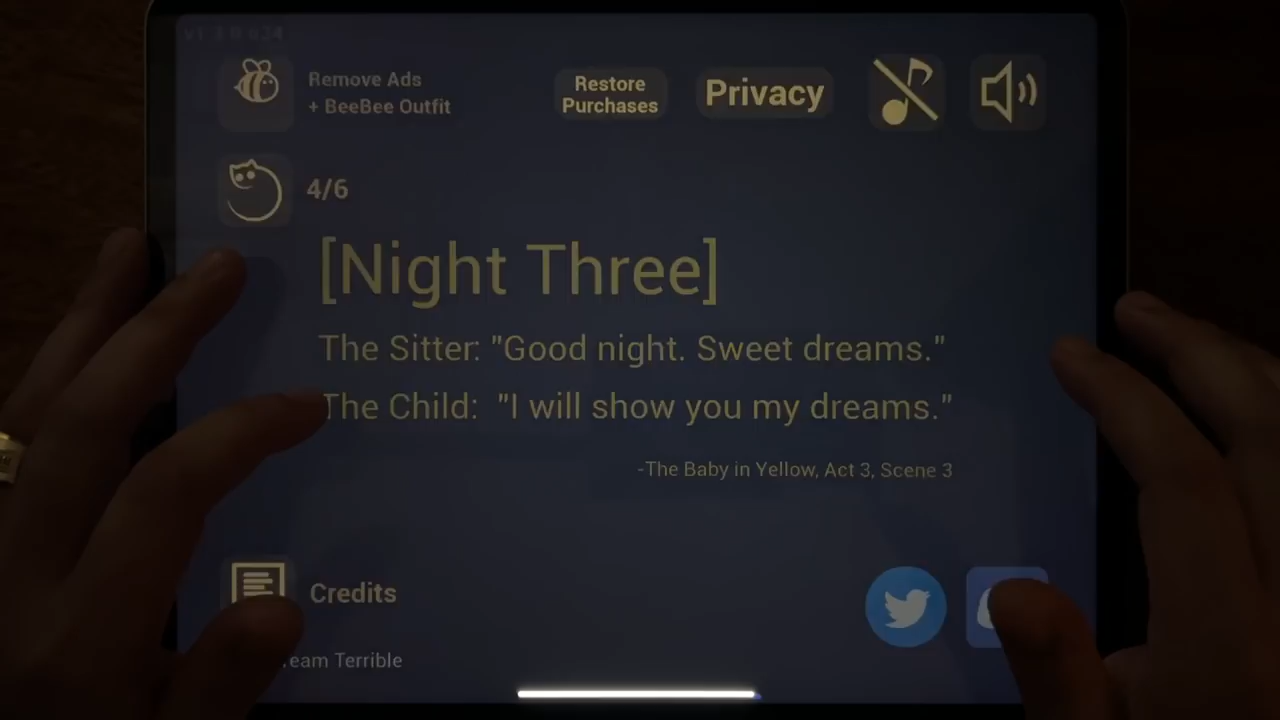 Remove Ads
+ BeeBee Outfit
Restore
Purchases
Privacy
4/6
[Night Three]
The Sitter: "Good night. Sweet dreams."
The Child: "I will show you my dreams."
-The Baby in Yellow, Act 3, Scene 3
Credits
Terrible